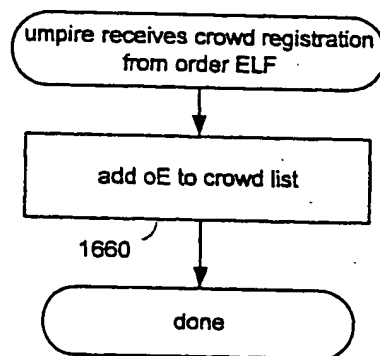 umpire receives crowd registration
from order ELF
add oE to crowd list
1660
done